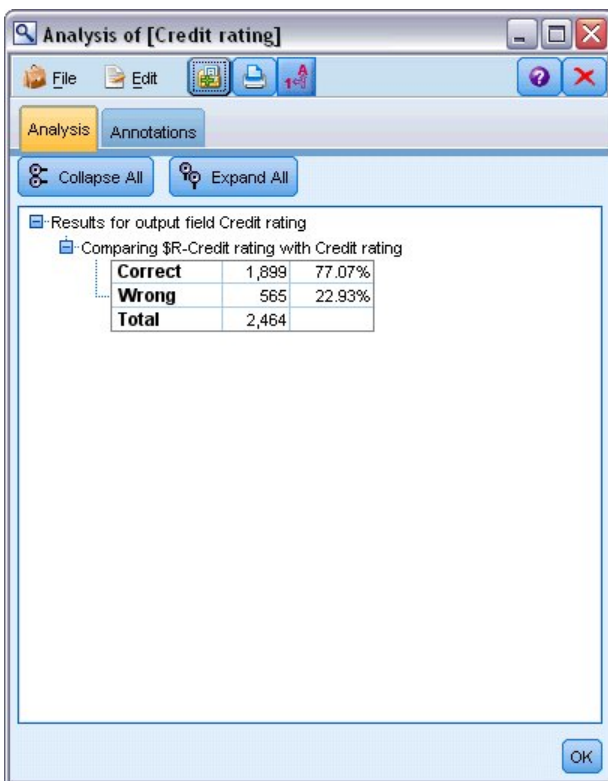 Analysis of [Credit rating]
File Edit
Analysis Annotations
Collapse All Expand All
Results for output field Credit rating
Comparing $R-Credit rating with Credit rating
Correct 1,899 77.07%
Wrong 565 22.93%
Total 2,464
OK